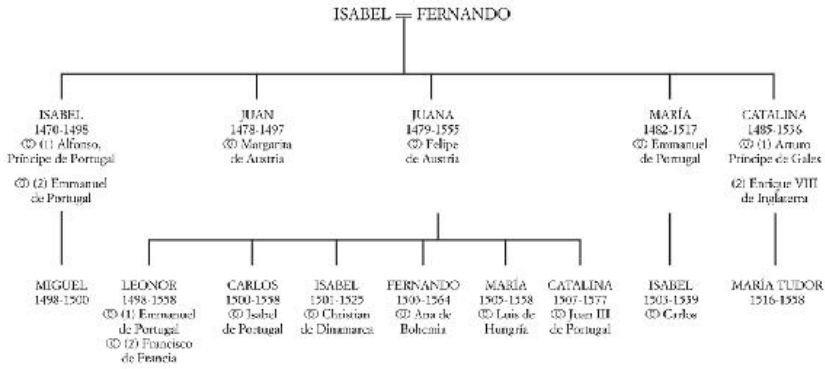 ISABEL = FERNANDO
ISABEL
1470-1498
⚭ (1) Alfonso,
Príncipe de Portugal
⚭ (2) Emmanuel
de Portugal
JUAN
1478-1497
⚭ Margarita
de Austria
JUANA
1479-1555
⚭ Felipe
de Austria
MARÍA
1482-1517
⚭ Emmanuel
de Portugal
CATALINA
1485-1536
⚭ (1) Arturo
Príncipe de Gales
(2) Enrique VIII
de Inglaterra
MIGUEL
1498-1500
LEONOR
1498-1558
⚭ (1) Emmanuel
de Portugal
⚭ (2) Francisco
de Francia
CARLOS
1500-1558
⚭ Isabel
de Portugal
ISABEL
1501-1525
⚭ Christian
de Dinamarca
FERNANDO
1503-1564
⚭ Ana de
Bohemia
MARÍA
1505-1558
⚭ Luis de
Hungría
CATALINA
1507-1577
⚭ Juan III
de Portugal
ISABEL
1503-1539
⚭ Carlos
MARÍA TUDOR
1516-1558